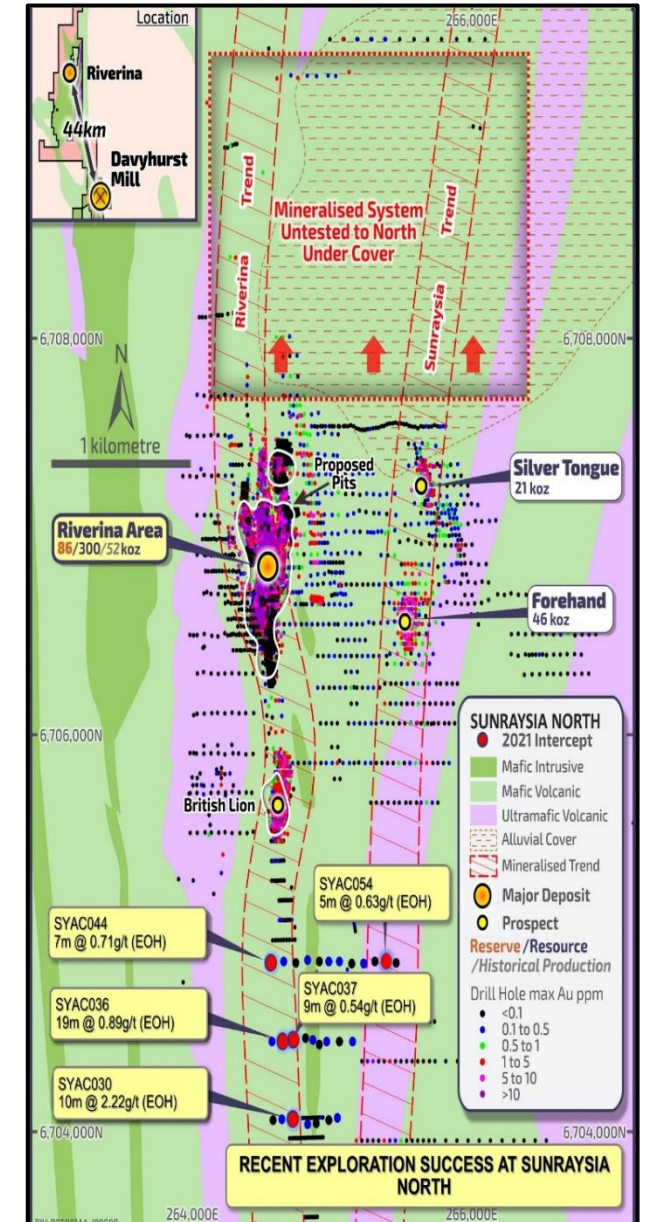 Location
Riverina
44km
Davyhurst
Mill
266,000E
Riverina Trend
Mineralised System
Untested to North
Under Cover
Sunraysia Trend
6,708,000N
6,708,000N
N
1 kilometre
Proposed
Pits
Silver Tongue
21 koz
Riverina Area
86/300/52koz
Forehand
46 koz
6,706,000N
British Lion
SUNRAYSIA NORTH
2021 Intercept
Mafic Intrusive
Mafic Volcanic
Ultramafic Volcanic
Alluvial Cover
Mineralised Trend
Major Deposit
Prospect
Reserve/Resource
/Historical Production
Drill Hole max Au ppm
<0.1
0.1 to 0.5
0.5 to 1
1 to 5
5 to 10
>10
SYAC054
5m @ 0.63g/t (EOH)
SYAC044
7m @ 0.71g/t (EOH)
SYAC037
9m @ 0.54g/t (EOH)
SYAC036
19m @ 0.89g/t (EOH)
SYAC030
10m @ 2.22g/t (EOH)
6,704,000N
6,704,000N
RECENT EXPLORATION SUCCESS AT SUNRAYSIA
NORTH
264,000E
266,000E